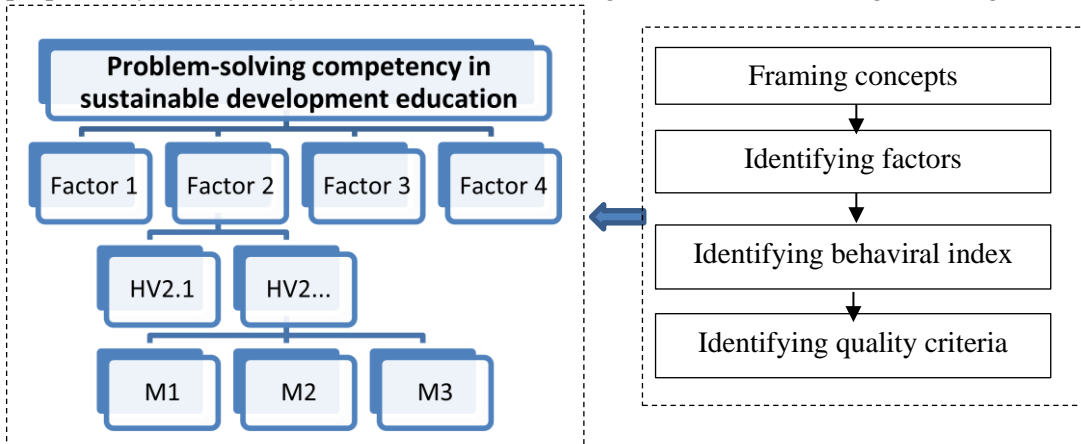 Problem-solving competency in
sustainable development education
Factor 1
Factor 2
Factor 3
Factor 4
HV2.1
HV2...
M1
M2
M3
Framing concepts
Identifying factors
Identifying behaviral index
Identifying quality criteria